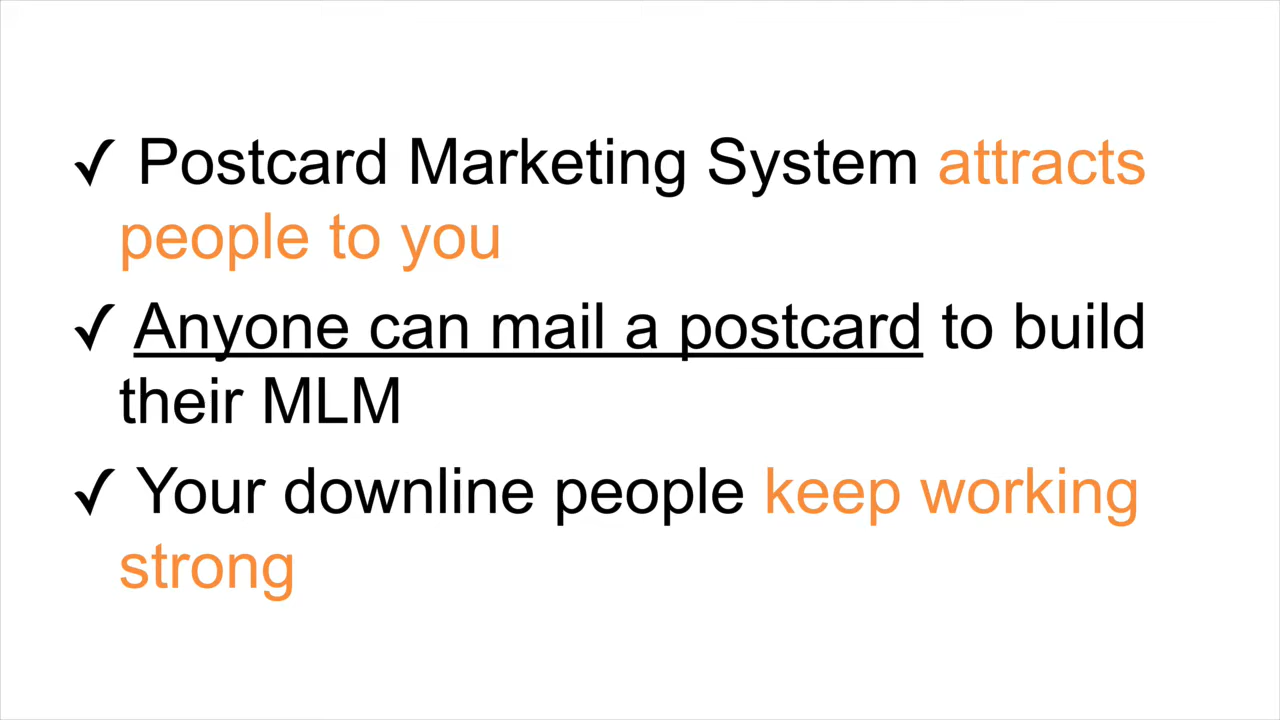 ✓ Postcard Marketing System attracts
people to you
✓ Anyone can mail a postcard to build
their MLM
✓ Your downline people keep working
strong